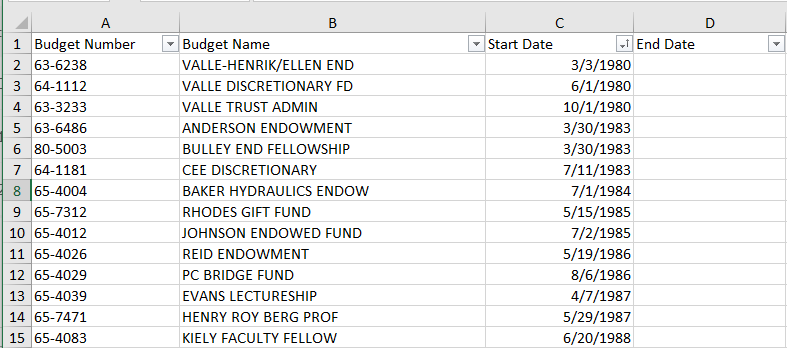 A B C D
1 Budget Number Budget Name Start Date End Date
2 63-6238 VALLE-HENRIK/ELLEN END 3/3/1980
3 64-1112 VALLE DISCRETIONARY FD 6/1/1980
4 63-3233 VALLE TRUST ADMIN 10/1/1980
5 63-6486 ANDERSON ENDOWMENT 3/30/1983
6 80-5003 BULLEY END FELLOWSHIP 3/30/1983
7 64-1181 CEE DISCRETIONARY 7/11/1983
8 65-4004 BAKER HYDRAULICS ENDOW 7/1/1984
9 65-7312 RHODES GIFT FUND 5/15/1985
10 65-4012 JOHNSON ENDOWED FUND 7/2/1985
11 65-4026 REID ENDOWMENT 5/19/1986
12 65-4029 PC BRIDGE FUND 8/6/1986
13 65-4039 EVANS LECTURESHIP 4/7/1987
14 65-7471 HENRY ROY BERG PROF 5/29/1987
15 65-4083 KIELY FACULTY FELLOW 6/20/1988